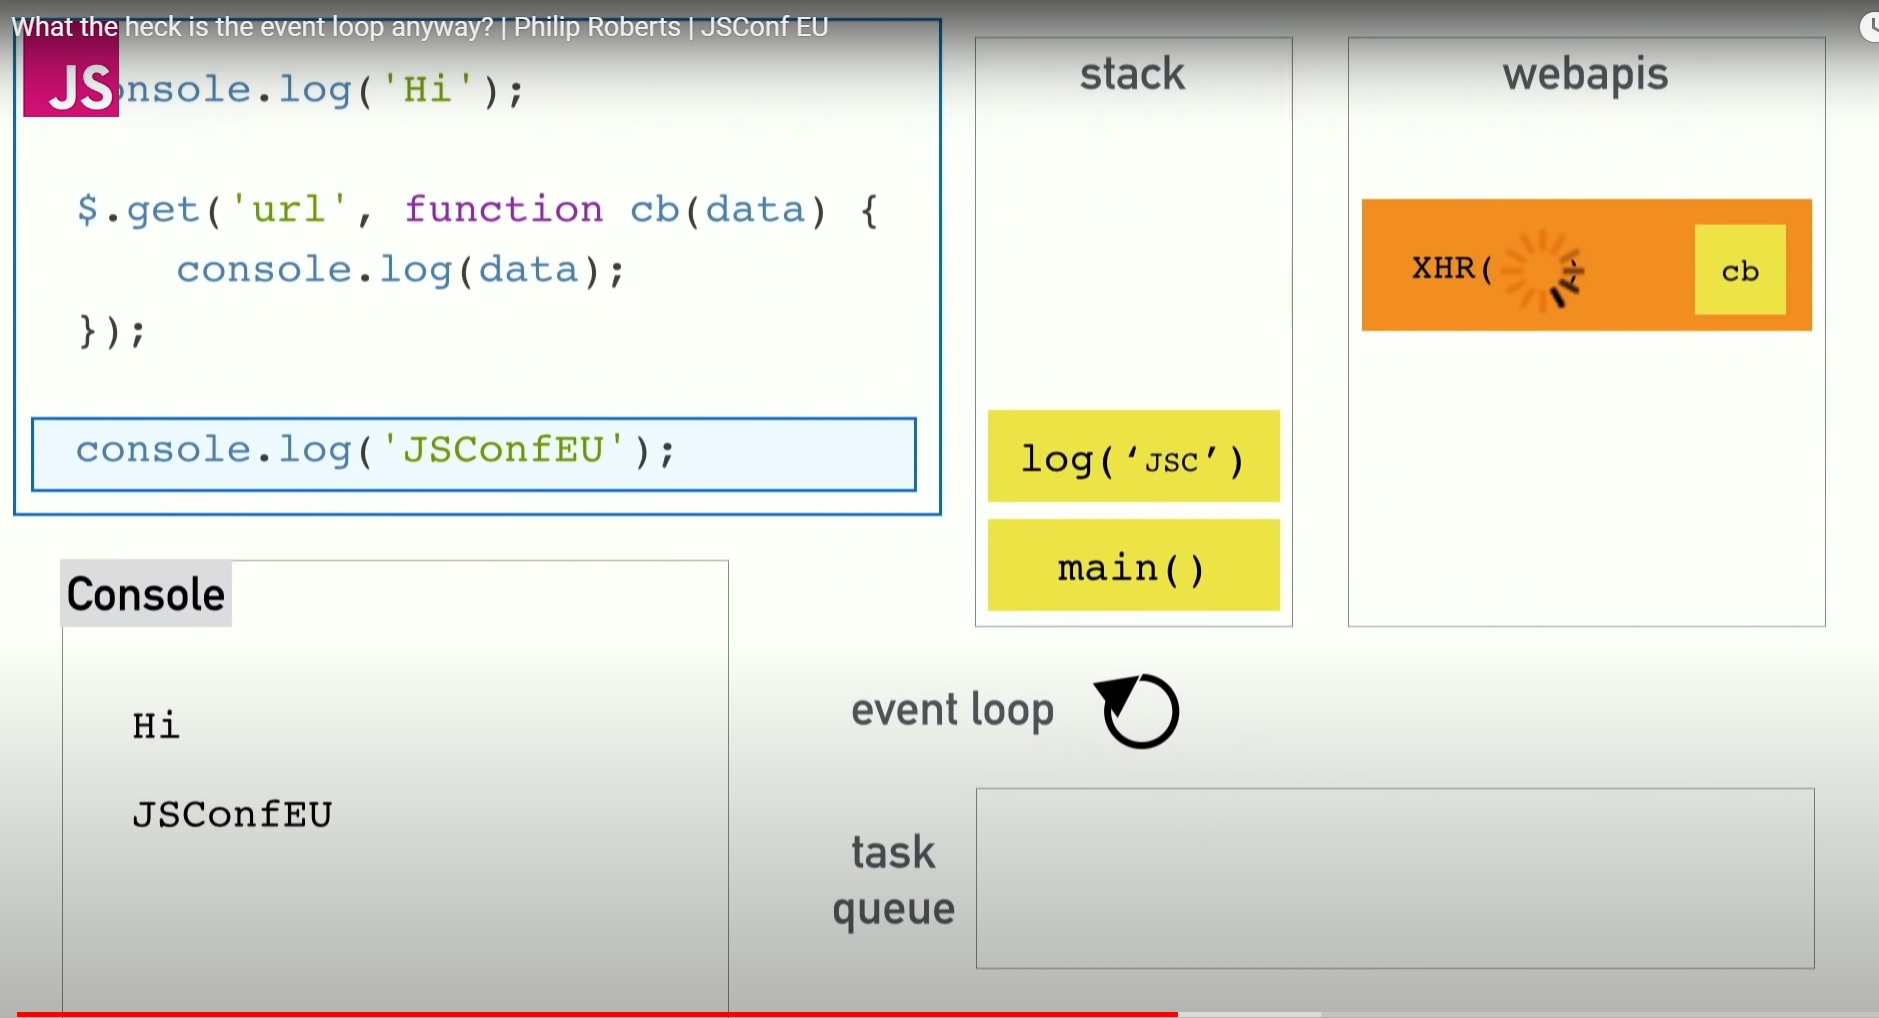 What the heck is the event loop anyway? | Philip Roberts | JSConf EU
JS
onsole.log('Hi');
$.get('url', function cb(data) {
console.log(data);
});
console.log('JSConfEU');
stack
log('JSC')
main()
webapis
XHR(
cb
Console
Hi
JSConfEU
event loop
task
queue